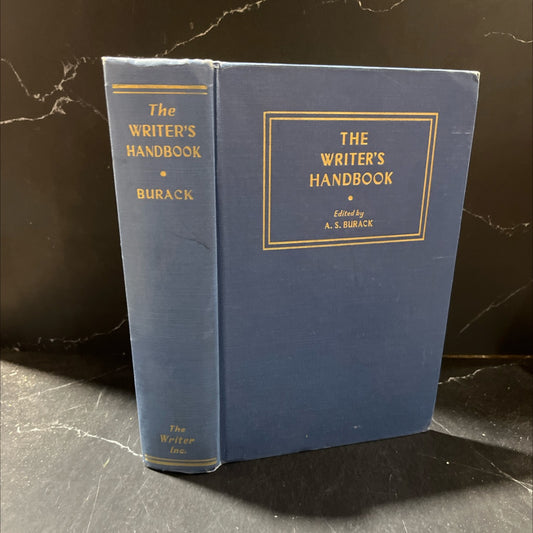 The
WRITER'S
HANDBOOK
BURACK
The
Writer
Inc.
THE
WRITER'S
HANDBOOK
Edited by
A. S. BURACK